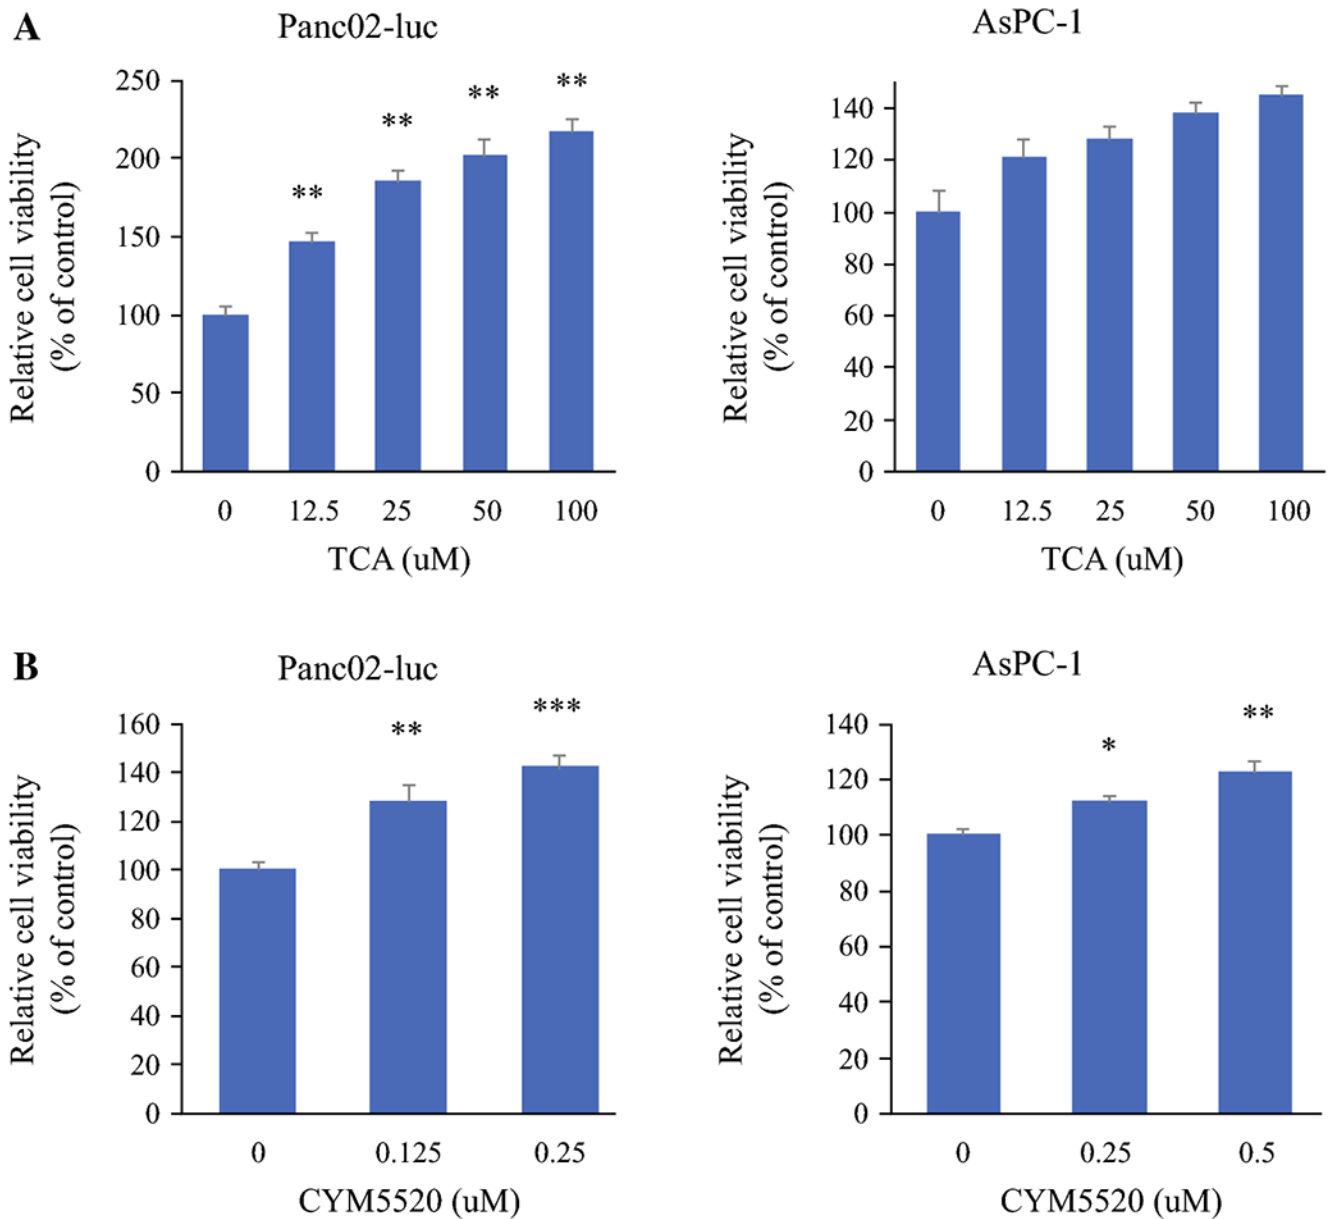 A
Panc02-luc
AsPC-1
Relative cell viability
(% of control)
250
200
150
100
50
0
**
**
**
**
0 12.5 25 50 100
TCA (uM)
Relative cell viability
(% of control)
140
120
100
80
60
40
20
0
0 12.5 25 50 100
TCA (uM)
B
Panc02-luc
AsPC-1
Relative cell viability
(% of control)
160
140
120
100
80
60
40
20
0
**
***
0 0.125 0.25
CYM5520 (uM)
Relative cell viability
(% of control)
140
120
100
80
60
40
20
0
*
**
0 0.25 0.5
CYM5520 (uM)